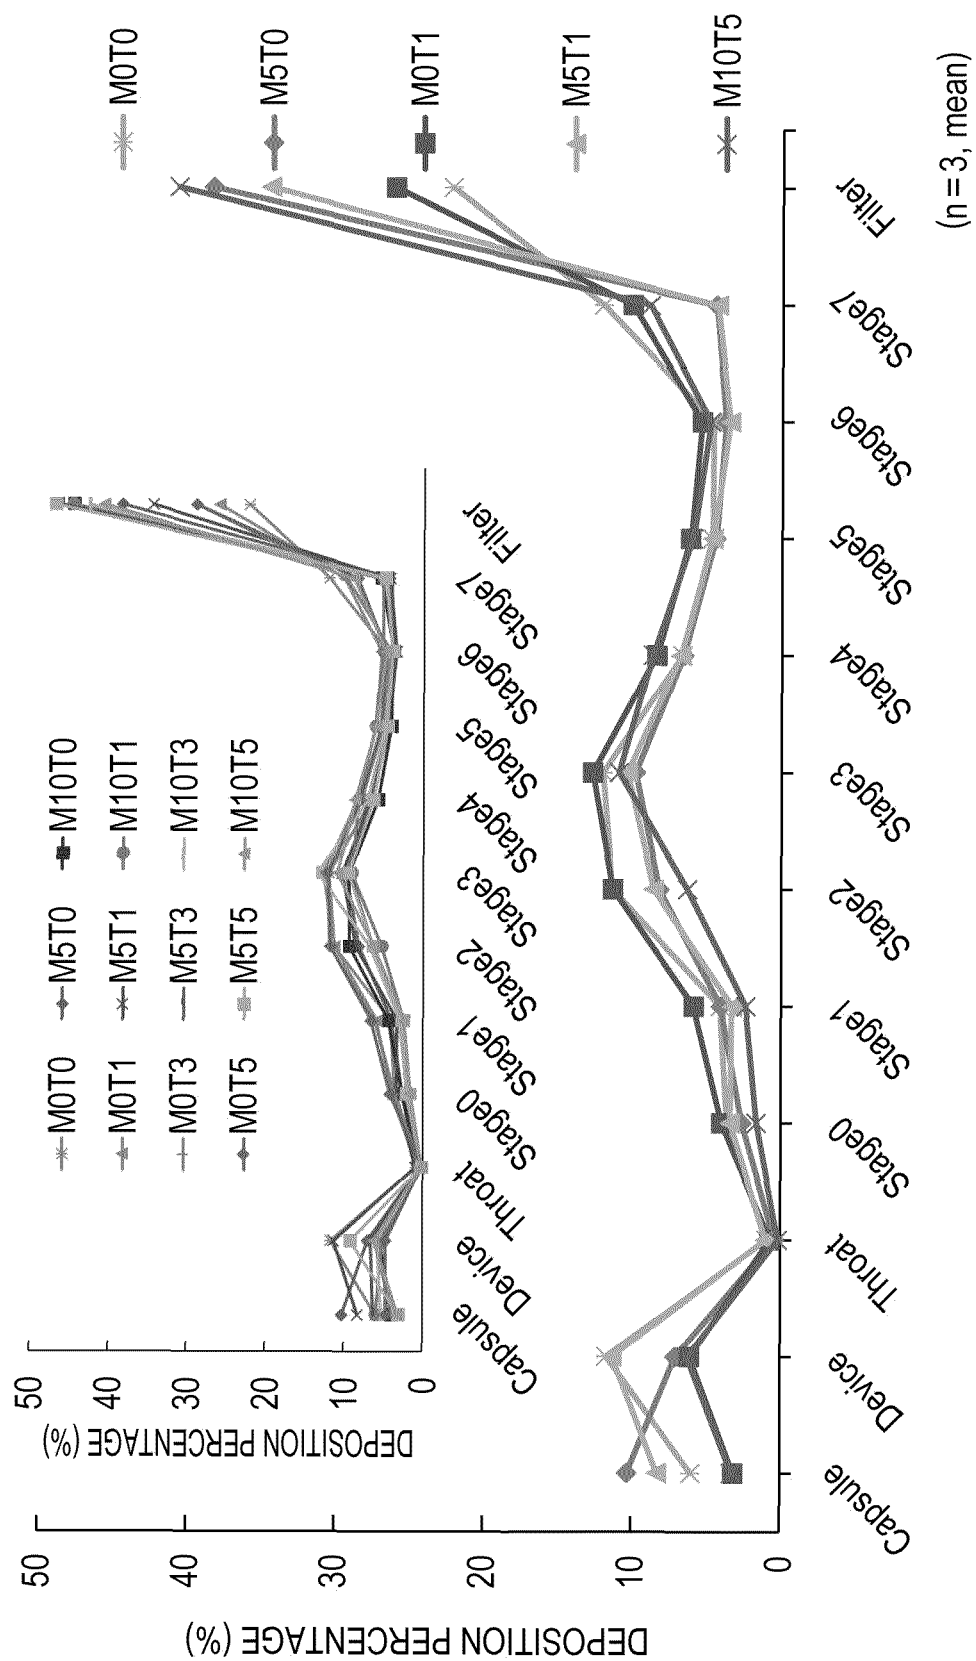 DEPOSITION PERCENTAGE (%)
50
40
30
20
10
0
Capsule
Device
Throat
Stage0
Stage1
Stage2
Stage3
Stage4
Stage5
Stage6
Stage7
Filter
M0T0
M5T0
M0T1
M5T1
M10T5
(n = 3, mean)
DEPOSITION PERCENTAGE (%)
50
40
30
20
10
0
Capsule
Device
Throat
Stage0
Stage1
Stage2
Stage3
Stage4
Stage5
Stage6
Stage7
Filter
M0T0 M5T0 M10T0
M0T1 M5T1 M10T1
M0T3 M5T3 M10T3
M0T5 M5T5 M10T5